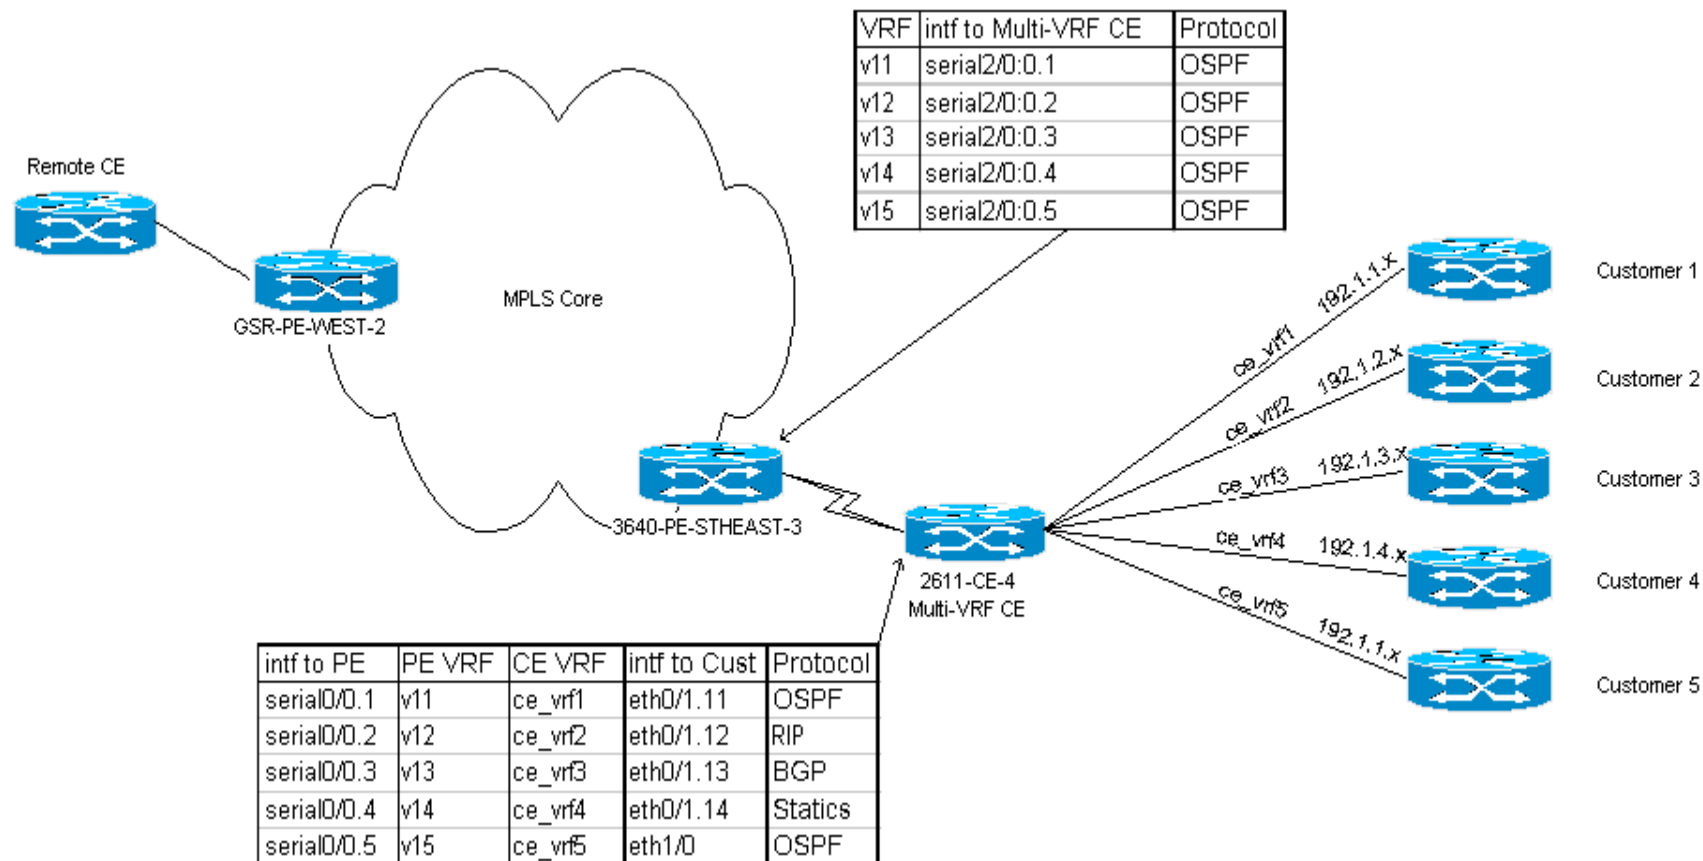 VRF intf to Multi-VRF CE Protocol
v11 serial2/0:0.1 OSPF
v12 serial2/0:0.2 OSPF
v13 serial2/0:0.3 OSPF
v14 serial2/0:0.4 OSPF
v15 serial2/0:0.5 OSPF
Remote CE
GSR-PE-WEST-2
MPLS Core
3640-PE-STHEAST-3
2611-CE-4
Multi-VRF CE
ce_vrf1 192.1.1.x
Customer 1
ce_vrf2 192.1.2.x
Customer 2
ce_vrf3 192.1.3.x
Customer 3
ce_vrf4 192.1.4.x
Customer 4
ce_vrf5 192.1.1.x
Customer 5
intf to PE PE VRF CE VRF intf to Cust Protocol
serial0/0.1 v11 ce_vrf1 eth0/1.11 OSPF
serial0/0.2 v12 ce_vrf2 eth0/1.12 RIP
serial0/0.3 v13 ce_vrf3 eth0/1.13 BGP
serial0/0.4 v14 ce_vrf4 eth0/1.14 Statics
serial0/0.5 v15 ce_vrf5 eth1/0 OSPF